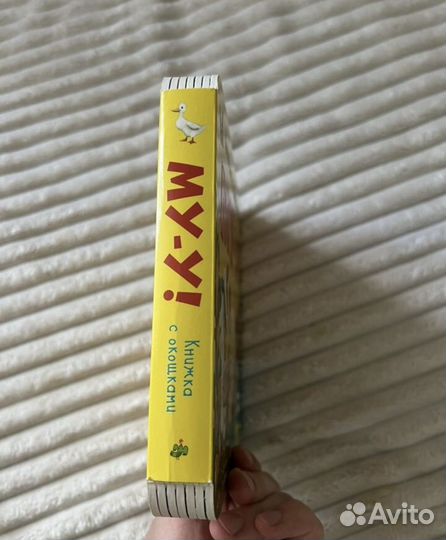 Му-у!
Книжка
с окошками
Avito